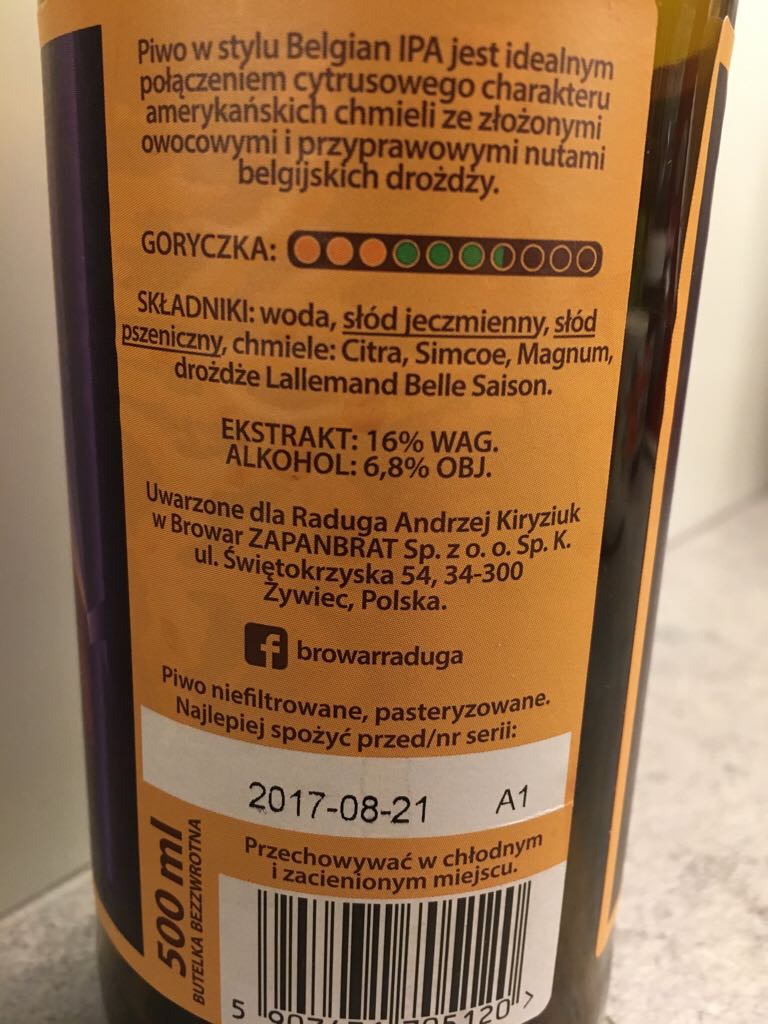 Piwo w stylu Belgian IPA jest idealnym
połączeniem cytrusowego charakteru
amerykańskich chmieli ze złożonymi
owocowymi i przyprawowymi nutami
belgijskich drożdży.
GORYCZKA:
SKŁADNIKI: woda, słód jeczmienny, słód
pszeniczny, chmiele: Citra, Simcoe, Magnum,
drożdże Lallemand Belle Saison.
EKSTRAKT: 16% WAG.
ALKOHOL: 6,8% OBJ.
Uwarzone dla Raduga Andrzej Kiryziuk
w Browar ZAPANBRAT Sp. z o. o. Sp. K.
ul. Świętokrzyska 54, 34-300
Żywiec, Polska.
f browarraduga
Piwo niefiltrowane, pasteryzowane.
Najlepiej spożyć przed/nr serii:
2017-08-21 A1
Przechowywać w chłodnym
i zacienionym miejscu.
500 ml
BUTELKA BEZZWROTNA
5 >